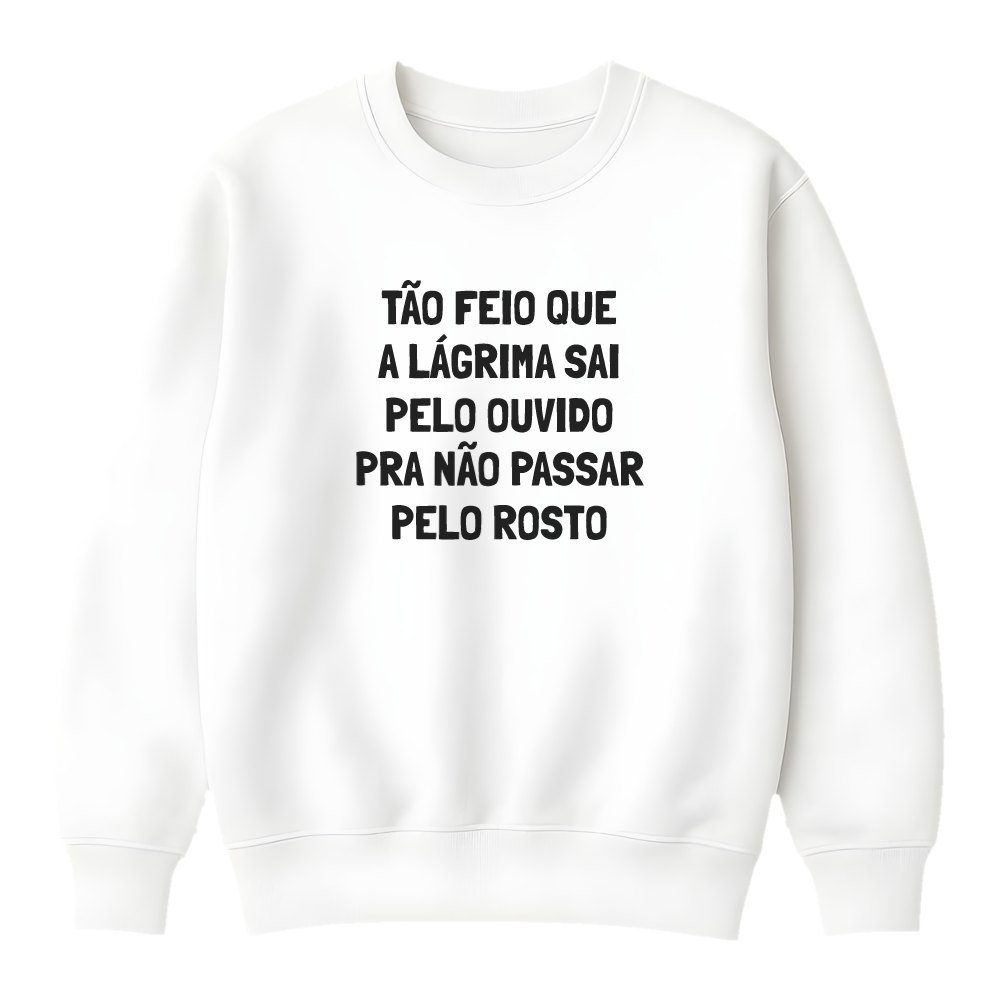 TÃO FEIO QUE
A LÁGRIMA SAI
PELO OUVIDO
PRA NÃO PASSAR
PELO ROSTO